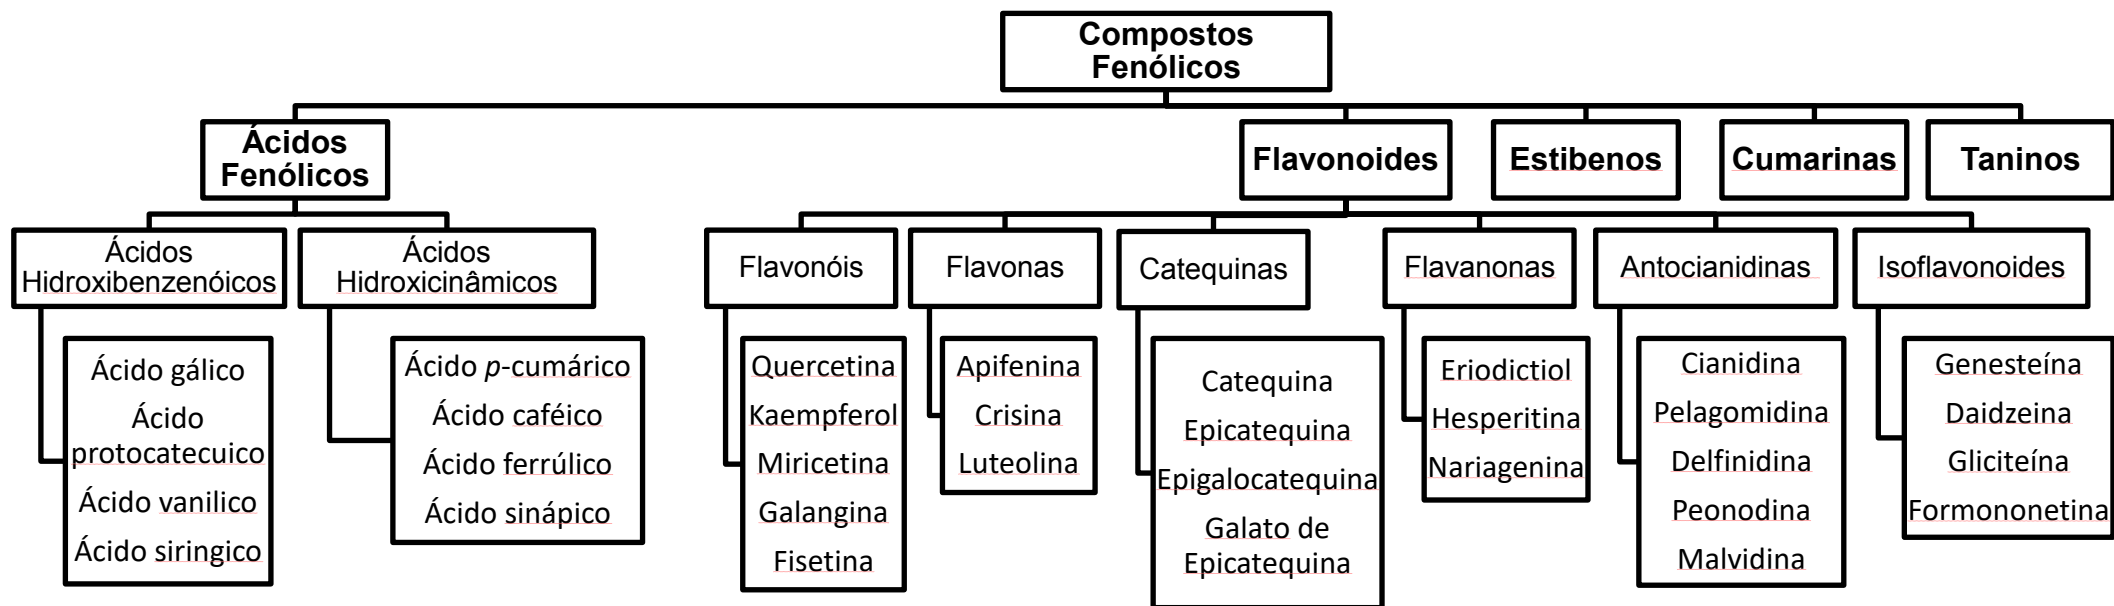 Compostos
Fenólicos
Ácidos
Fenólicos
Flavonoides
Estibenos
Cumarinas
Taninos
Ácidos
Hidroxibenzenóicos
Ácidos
Hidroxicinâmicos
Flavonóis
Flavonas
Catequinas
Flavanonas
Antocianidinas
Isoflavonoides
Ácido gálico
Ácido
protocatecuico
Ácido vanilico
Ácido siringico
Ácido p-cumárico
Ácido caféico
Ácido ferrúlico
Ácido sinápico
Quercetina
Kaempferol
Miricetina
Galangina
Fisetina
Apifenina
Crisina
Luteolina
Catequina
Epicatequina
Epigalocatequina
Galato de
Epicatequina
Eriodictiol
Hesperitina
Nariagenina
Cianidina
Pelagomidina
Delfinidina
Peonodina
Malvidina
Genesteína
Daidzeina
Gliciteína
Formononetina